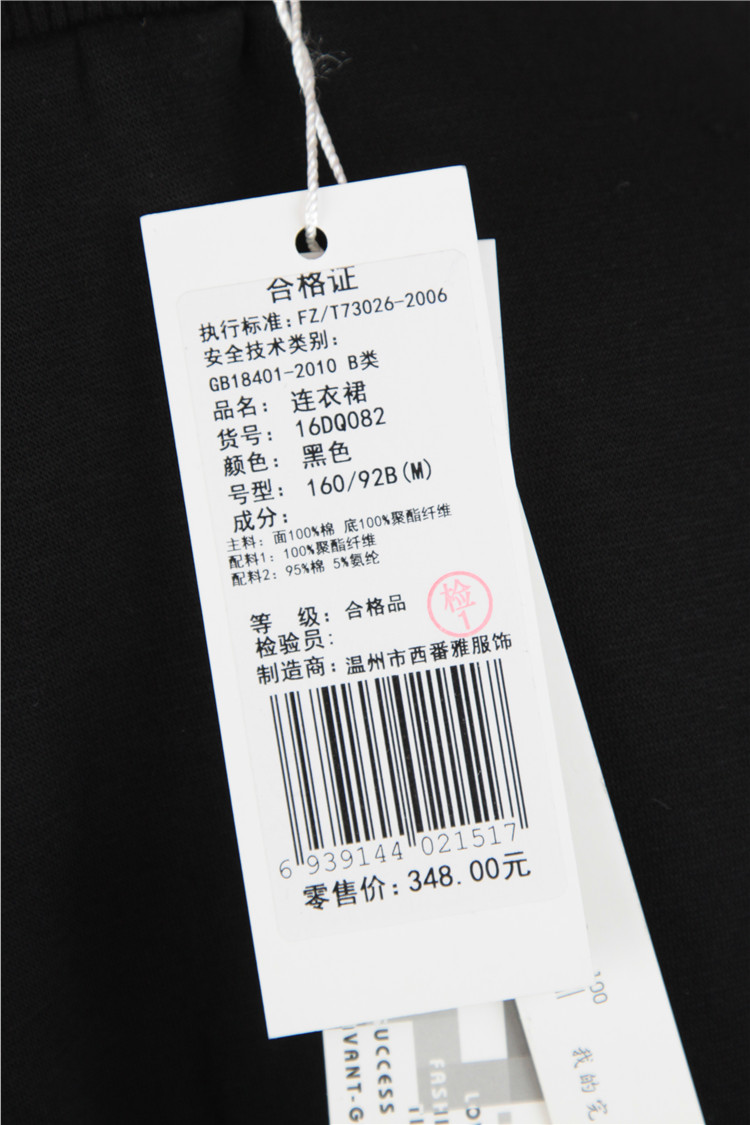 合格证
执行标准：FZ/T73026-2006
安全技术类别：
GB18401-2010 B类
品名： 连衣裙
货号： 16DQ082
颜色： 黑色
号型： 160/92B(M)
成分：
主料：面100%棉 底100%聚酯纤维
配料1：100%聚酯纤维
配料2：95%棉 5%氨纶
等 级：合格品
检验员：
检
1
制造商：温州市西番雅服饰
6 939144 021517
零售价：348.00元
我的完